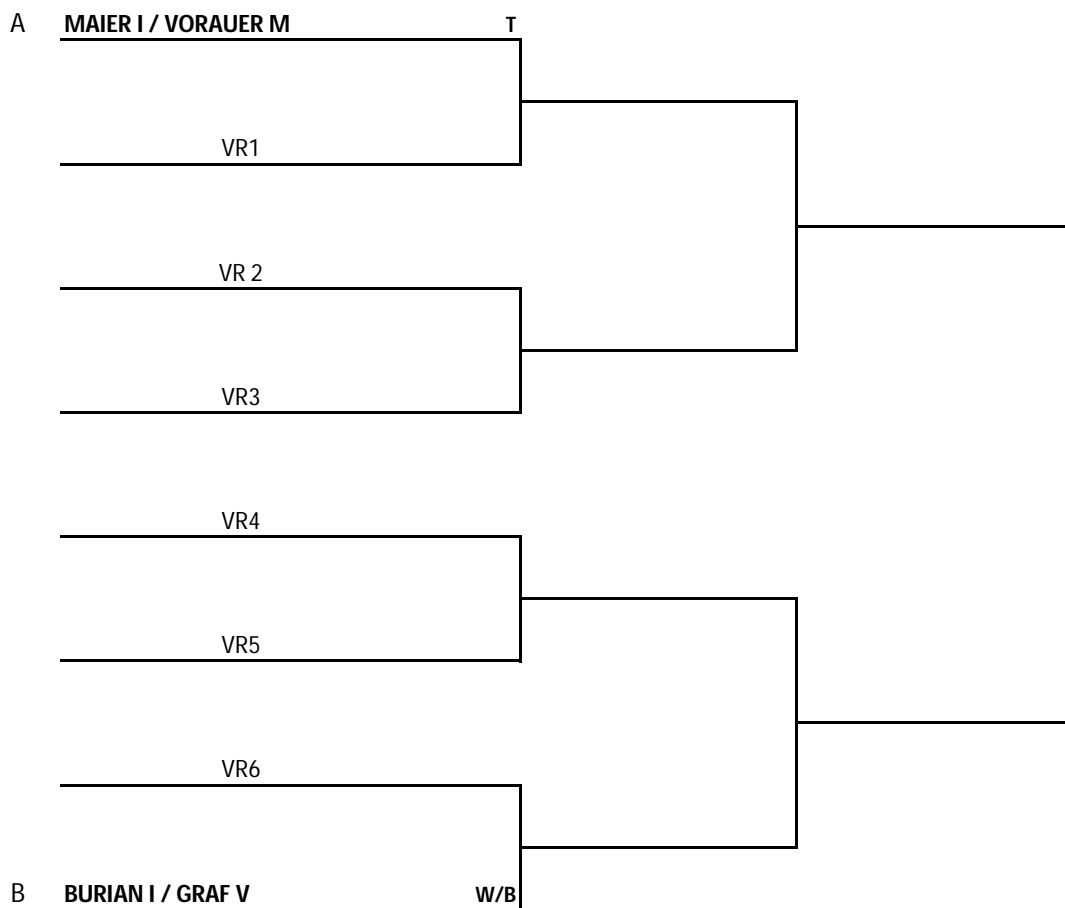 A MAIER I / VORAUER M T
VR1
VR 2
VR3
VR4
VR5
VR6
B BURIAN I / GRAF V W/B